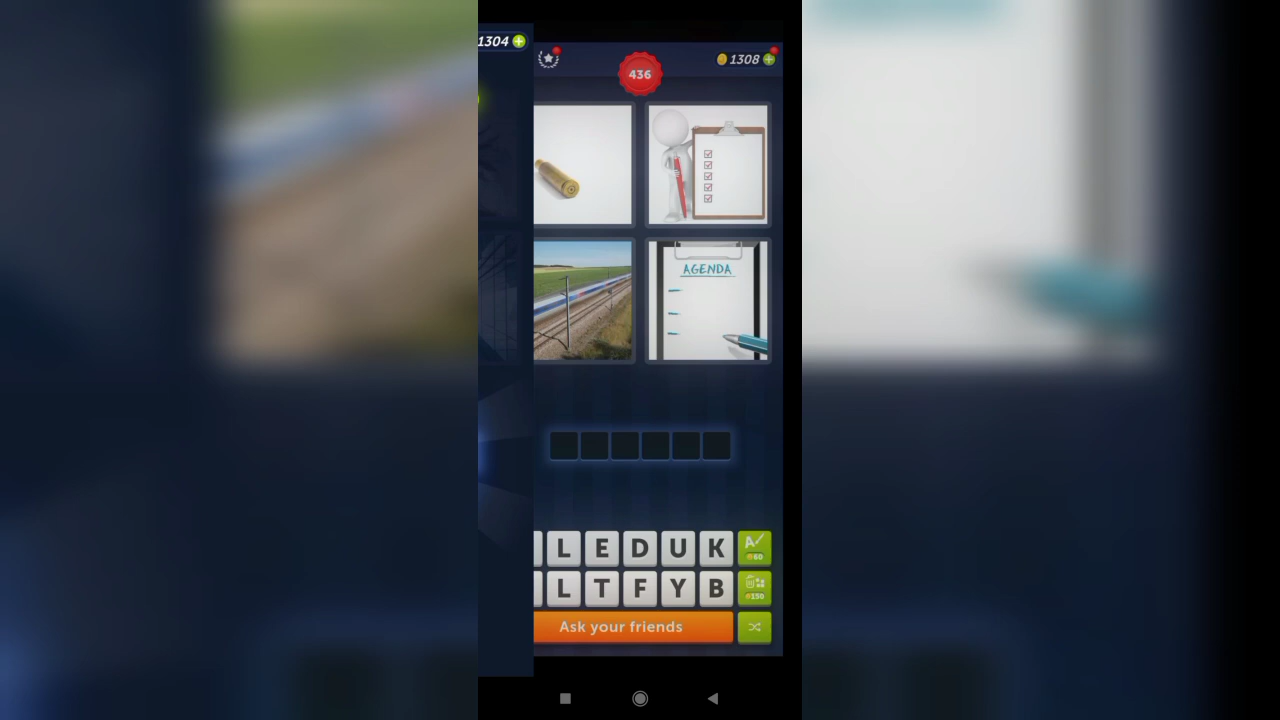 1304
436
1308
AGENDA
L E D U K
A
60
L T F Y B
150
Ask your friends